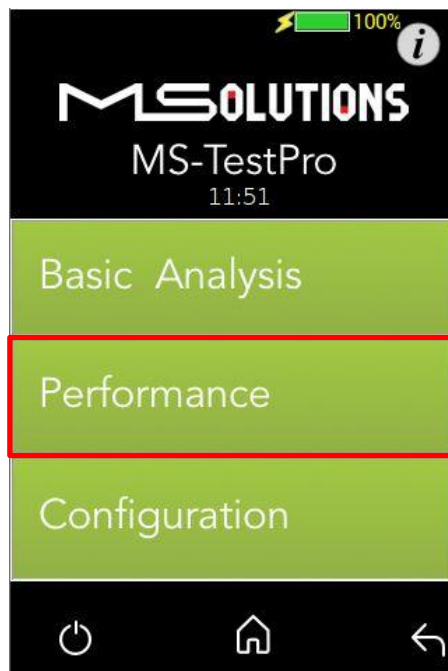 100%
i
MSOLUTIONS
MS-TestPro
11:51
Basic Analysis
Performance
Configuration